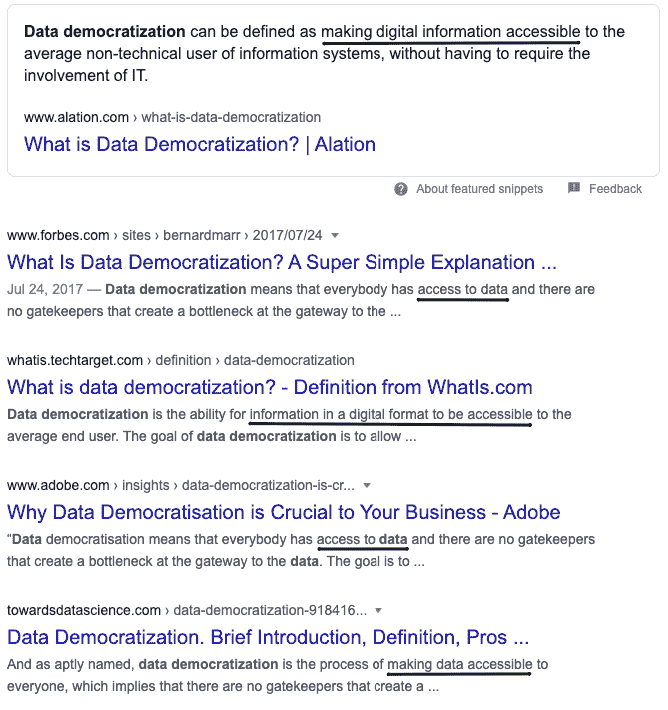 Data democratization can be defined as making digital information accessible to the
average non-technical user of information systems, without having to require the
involvement of IT.
www.alation.com › what-is-data-democratization
What is Data Democratization? | Alation
About featured snippets Feedback
www.forbes.com › sites › bernardmarr › 2017/07/24
What Is Data Democratization? A Super Simple Explanation ...
Jul 24, 2017 — Data democratization means that everybody has access to data and there are
no gatekeepers that create a bottleneck at the gateway to the ...
whatis.techtarget.com › definition › data-democratization
What is data democratization? - Definition from WhatIs.com
Data democratization is the ability for information in a digital format to be accessible to the
average end user. The goal of data democratization is to allow ...
www.adobe.com › insights › data-democratization-is-cr...
Why Data Democratisation is Crucial to Your Business - Adobe
“Data democratisation means that everybody has access to data and there are no gatekeepers
that create a bottleneck at the gateway to the data. The goal is to ...
towardsdatascience.com › data-democratization-918416...
Data Democratization. Brief Introduction, Definition, Pros ...
And as aptly named, data democratization is the process of making data accessible to
everyone, which implies that there are no gatekeepers that create a ...